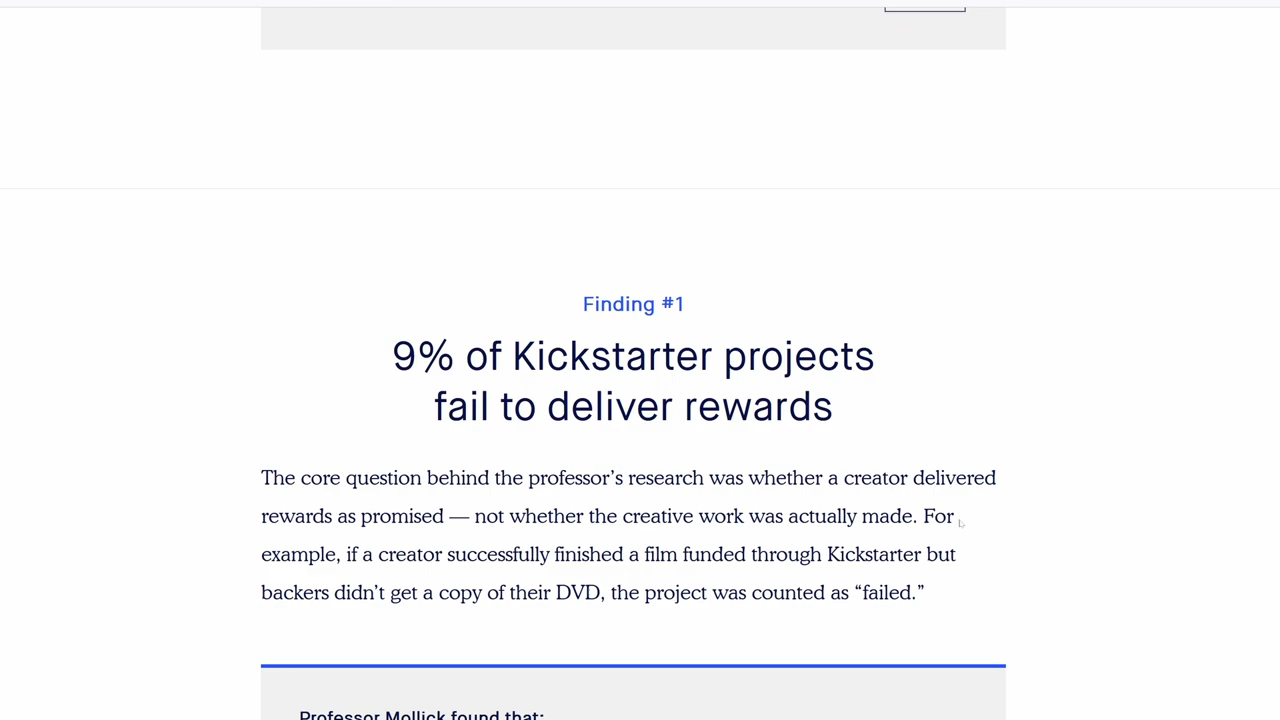 Finding #1
9% of Kickstarter projects
fail to deliver rewards
The core question behind the professor’s research was whether a creator delivered
rewards as promised — not whether the creative work was actually made. For
example, if a creator successfully finished a film funded through Kickstarter but
backers didn’t get a copy of their DVD, the project was counted as “failed.”
Professor Mollick found that: